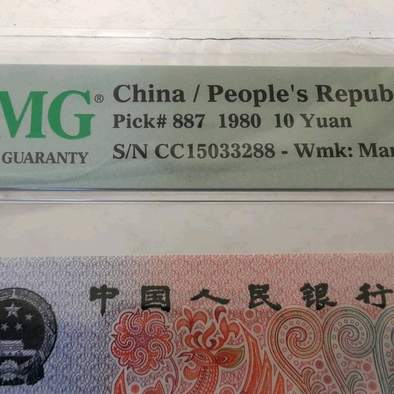 MG® China / People's Repub
Pick# 887 1980 10 Yuan
GUARANTY S/N CC15033288 - Wmk: Mar
中国人民银行